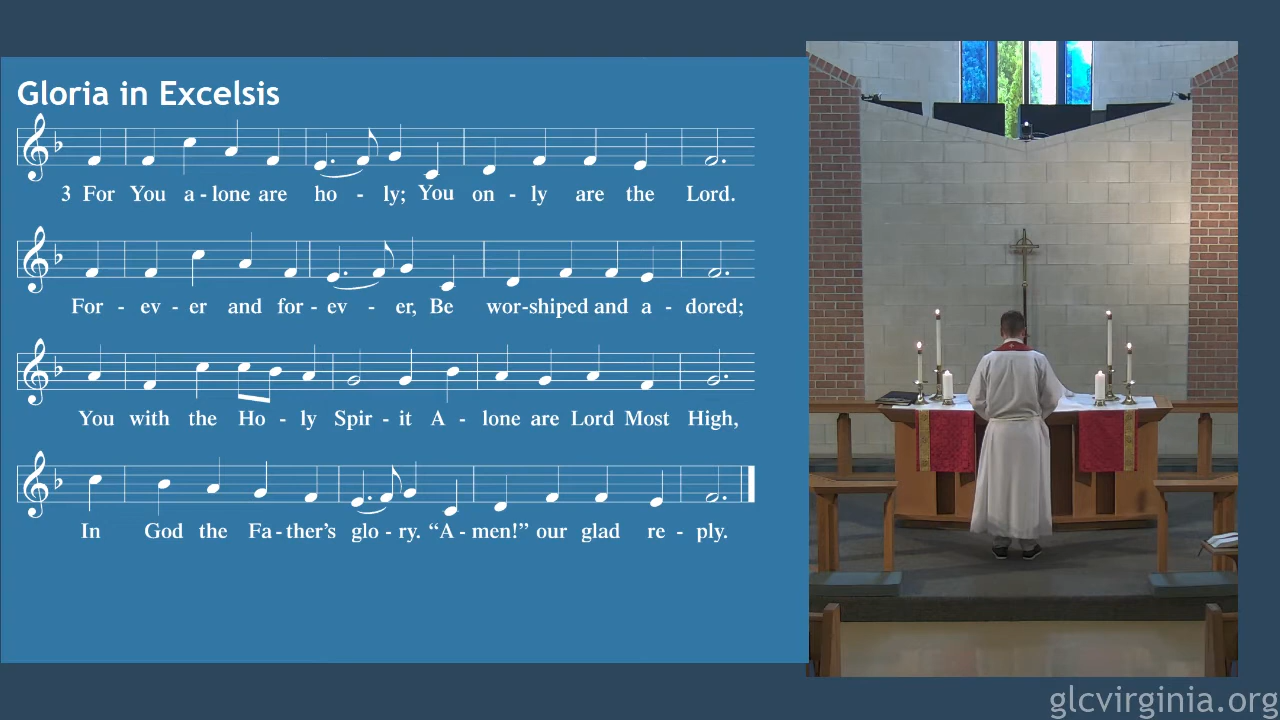 Gloria in Excelsis
3 For You a - lone are ho - ly; You on - ly are the Lord.
For - ev - er and for - ev - er, Be wor-shiped and a - dored;
You with the Ho - ly Spir - it A - lone are Lord Most High,
In God the Fa - ther's glo - ry. “A - men!” our glad re - ply.
glcvirginia.org